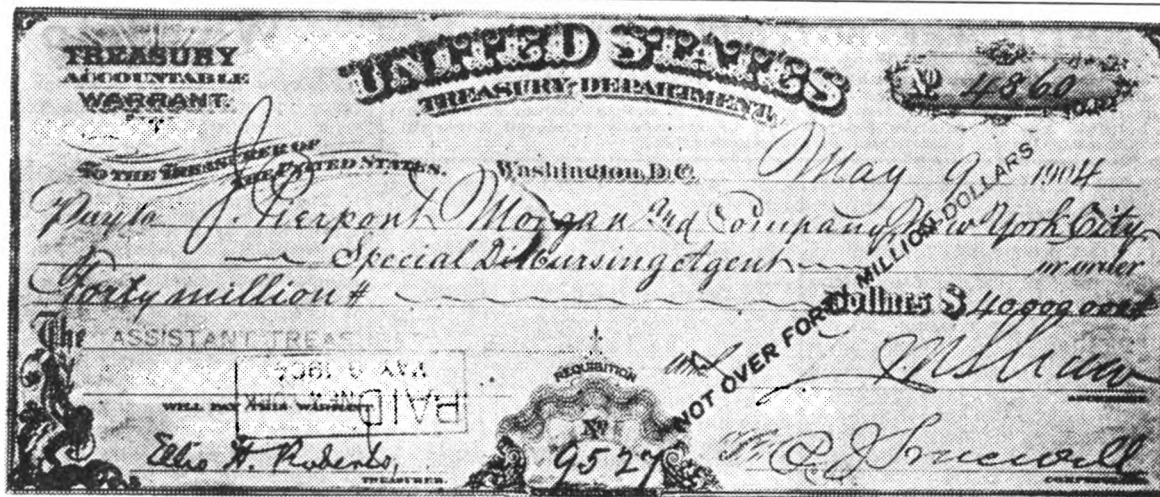 TREASURY
ACCOUNTABLE
WARRANT.
UNITED STATES
TREASURY DEPARTMENT
No 4860
TO THE TREASURER OF
THE UNITED STATES.
Washington, D.C. May 9 1904
Pay to J. Pierpont Morgan and Company, New York City
Special Disbursing Agent or order
Forty million # Dollars $ 40,000,000
NOT OVER FORTY MILLION DOLLARS
The ASSISTANT TREAS
PAID
MAY 9 1904
NEW YORK
WILL PAY THIS WARRANT
REQUISITION
No
9527
Ellis H. Roberts,
TREASURER.